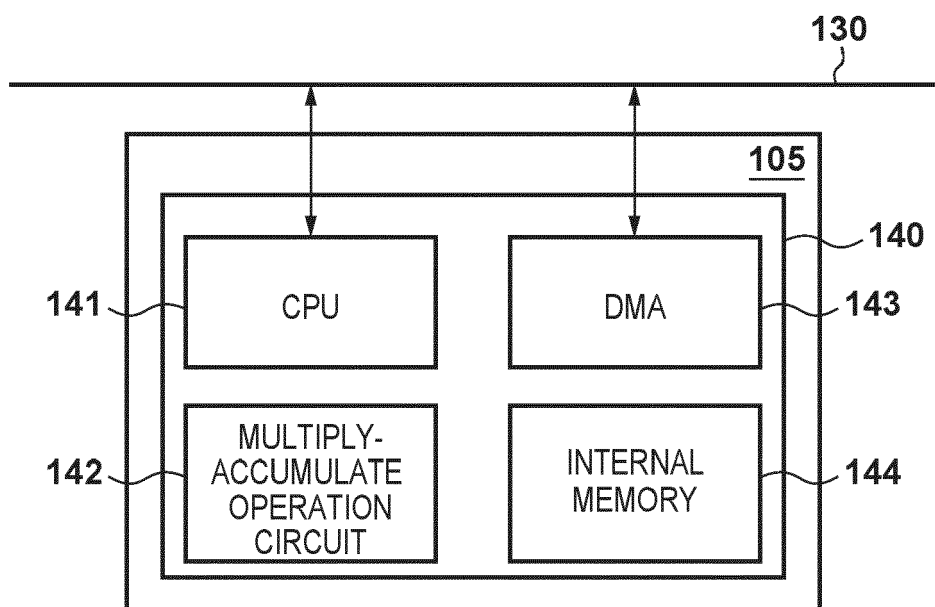 130
105
140
141
CPU
DMA
143
142
MULTIPLY-
ACCUMULATE
OPERATION
CIRCUIT
INTERNAL
MEMORY
144